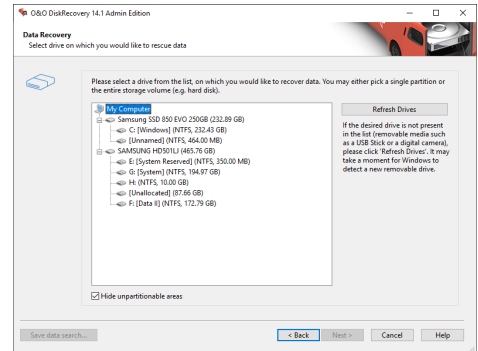 O&O DiskRecovery 14.1 Admin Edition
Data Recovery
Select drive on which you would like to rescue data
Please select a drive from the list, on which you would like to recover data. You may either pick a single partition or
the entire storage volume (e.g. hard disk).
My Computer
Samsung SSD 850 EVO 250GB (232.89 GB)
C: [Windows] (NTFS, 232.43 GB)
[Unnamed] (NTFS, 464.00 MB)
SAMSUNG HD501LJ (465.76 GB)
E: [System Reserved] (NTFS, 350.00 MB)
G: [System] (NTFS, 194.97 GB)
H: (NTFS, 10.00 GB)
[Unallocated] (87.66 GB)
F: [Data II] (NTFS, 172.79 GB)
Refresh Drives
If the desired drive is not present
in the list (removable media such
as a USB Stick or a digital camera),
please click 'Refresh Drives'. It may
take a moment for Windows to
detect a new removable drive.
Hide unpartitionable areas
Save data search...
< Back
Next >
Cancel
Help